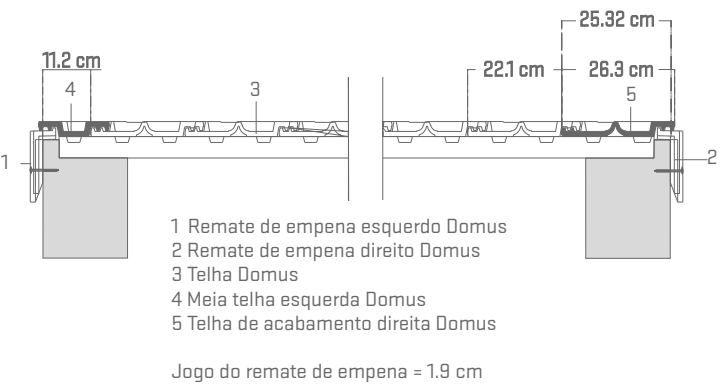 25.32 cm
11.2 cm
22.1 cm
26.3 cm
4
3
5
1
2
1 Remate de empena esquerdo Domus
2 Remate de empena direito Domus
3 Telha Domus
4 Meia telha esquerda Domus
5 Telha de acabamento direita Domus
Jogo do remate de empena = 1.9 cm